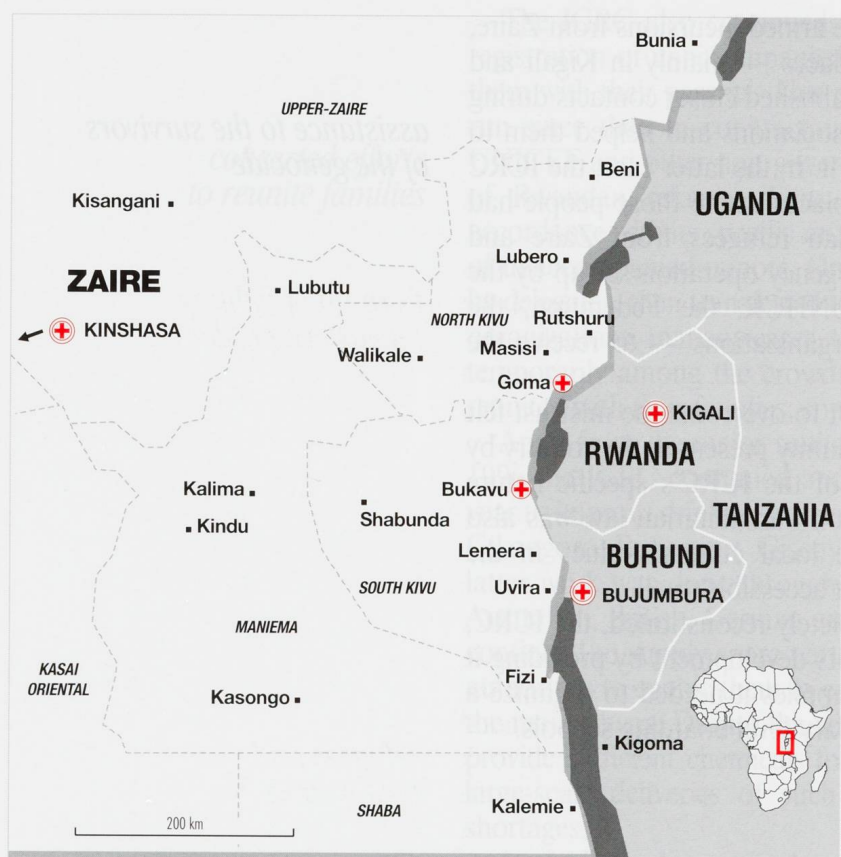 Bunia
UPPER-ZAIRE
Beni
Kisangani
UGANDA
Lubero
ZAIRE
Lubutu
NORTH KIVU
Rutshuru
KINSHASA
Masisi
Walikale
Goma
KIGALI
RWANDA
Kalima
Bukavu
Shabunda
TANZANIA
Kindu
Lemera
BURUNDI
SOUTH KIVU
Uvira
BUJUMBURA
MANIEMA
KASAI
ORIENTAL
Fizi
Kasongo
Kigoma
SHABA
Kalemie
200 km